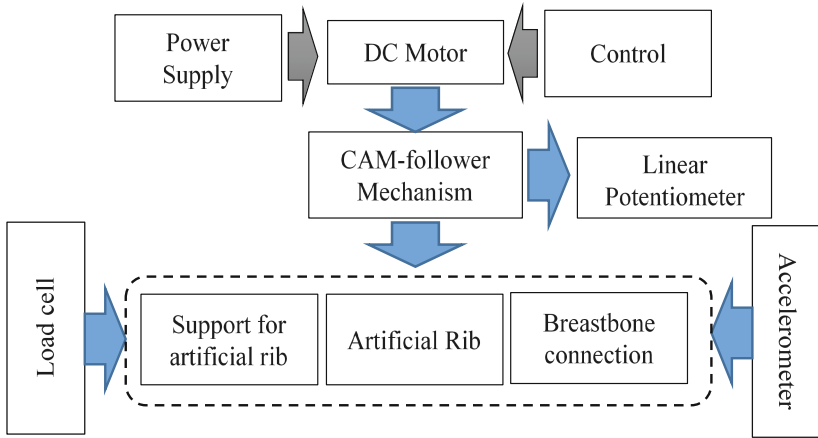 Power
Supply
DC Motor
Control
CAM-follower
Mechanism
Linear
Potentiometer
Load cell
Support for
artificial rib
Artificial Rib
Breastbone
connection
Accelerometer